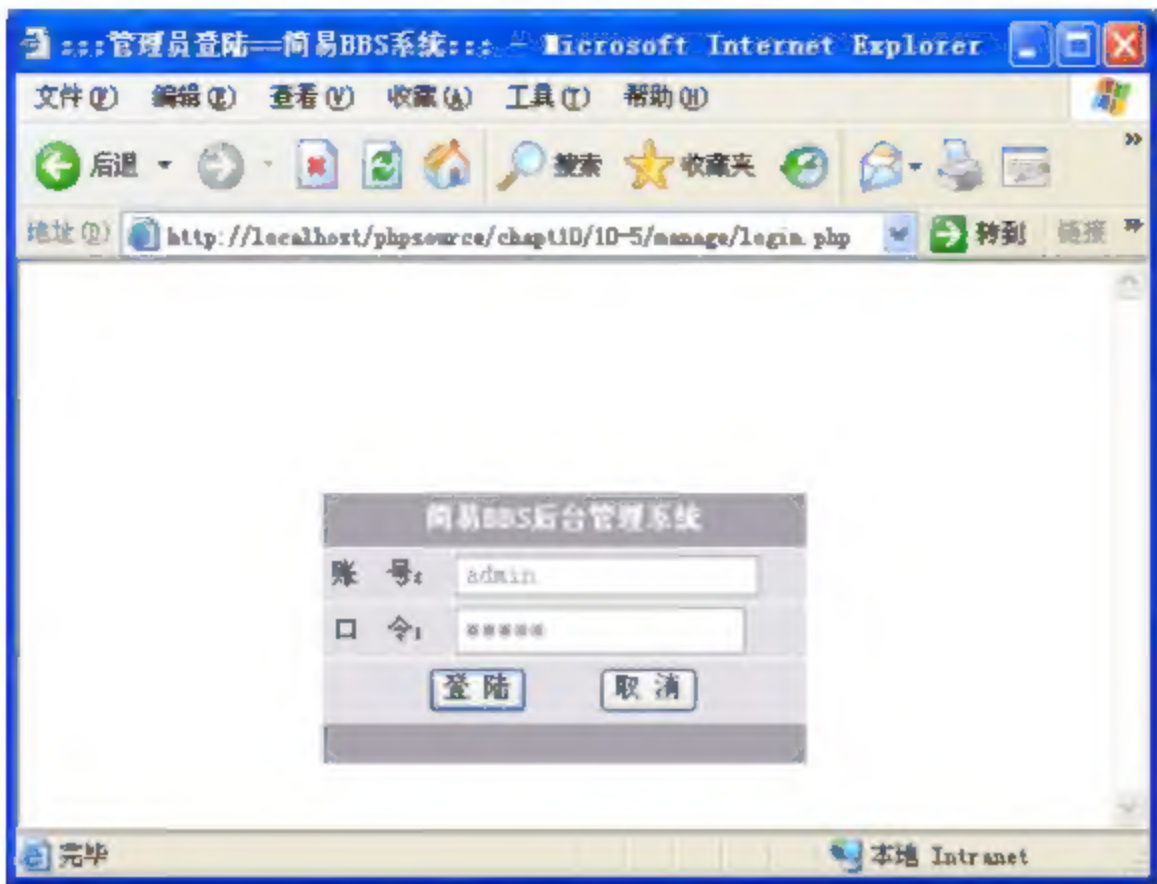 :::管理员登陆——简易BBS系统::: - Microsoft Internet Explorer
文件(F) 编辑(E) 查看(V) 收藏(A) 工具(T) 帮助(H)
后退 搜索 收藏夹 »
地址(D) http://localhost/phpsource/chapt10/10-5/manage/login.php 转到 链接 »
简易BBS后台管理系统
账 号: admin
口 令: *****
登 陆 取 消
完毕 本地 Intranet